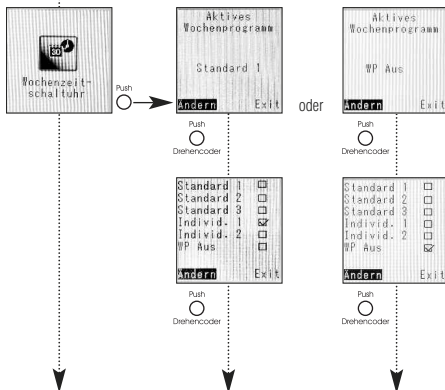 Wochenzeit-
schaltuhr
Push
Aktives
Wochenprogramm
Standard 1
Ändern Exit
oder
Aktives
Wochenprogramm
WP Aus
Ändern Exit
Push
Drehencoder
Push
Drehencoder
Standard 1
Standard 2
Standard 3
Individ. 1
Individ. 2
WP Aus
Ändern Exit
Standard 1
Standard 2
Standard 3
Individ. 1
Individ. 2
WP Aus
Ändern Exit
Push
Drehencoder
Push
Drehencoder